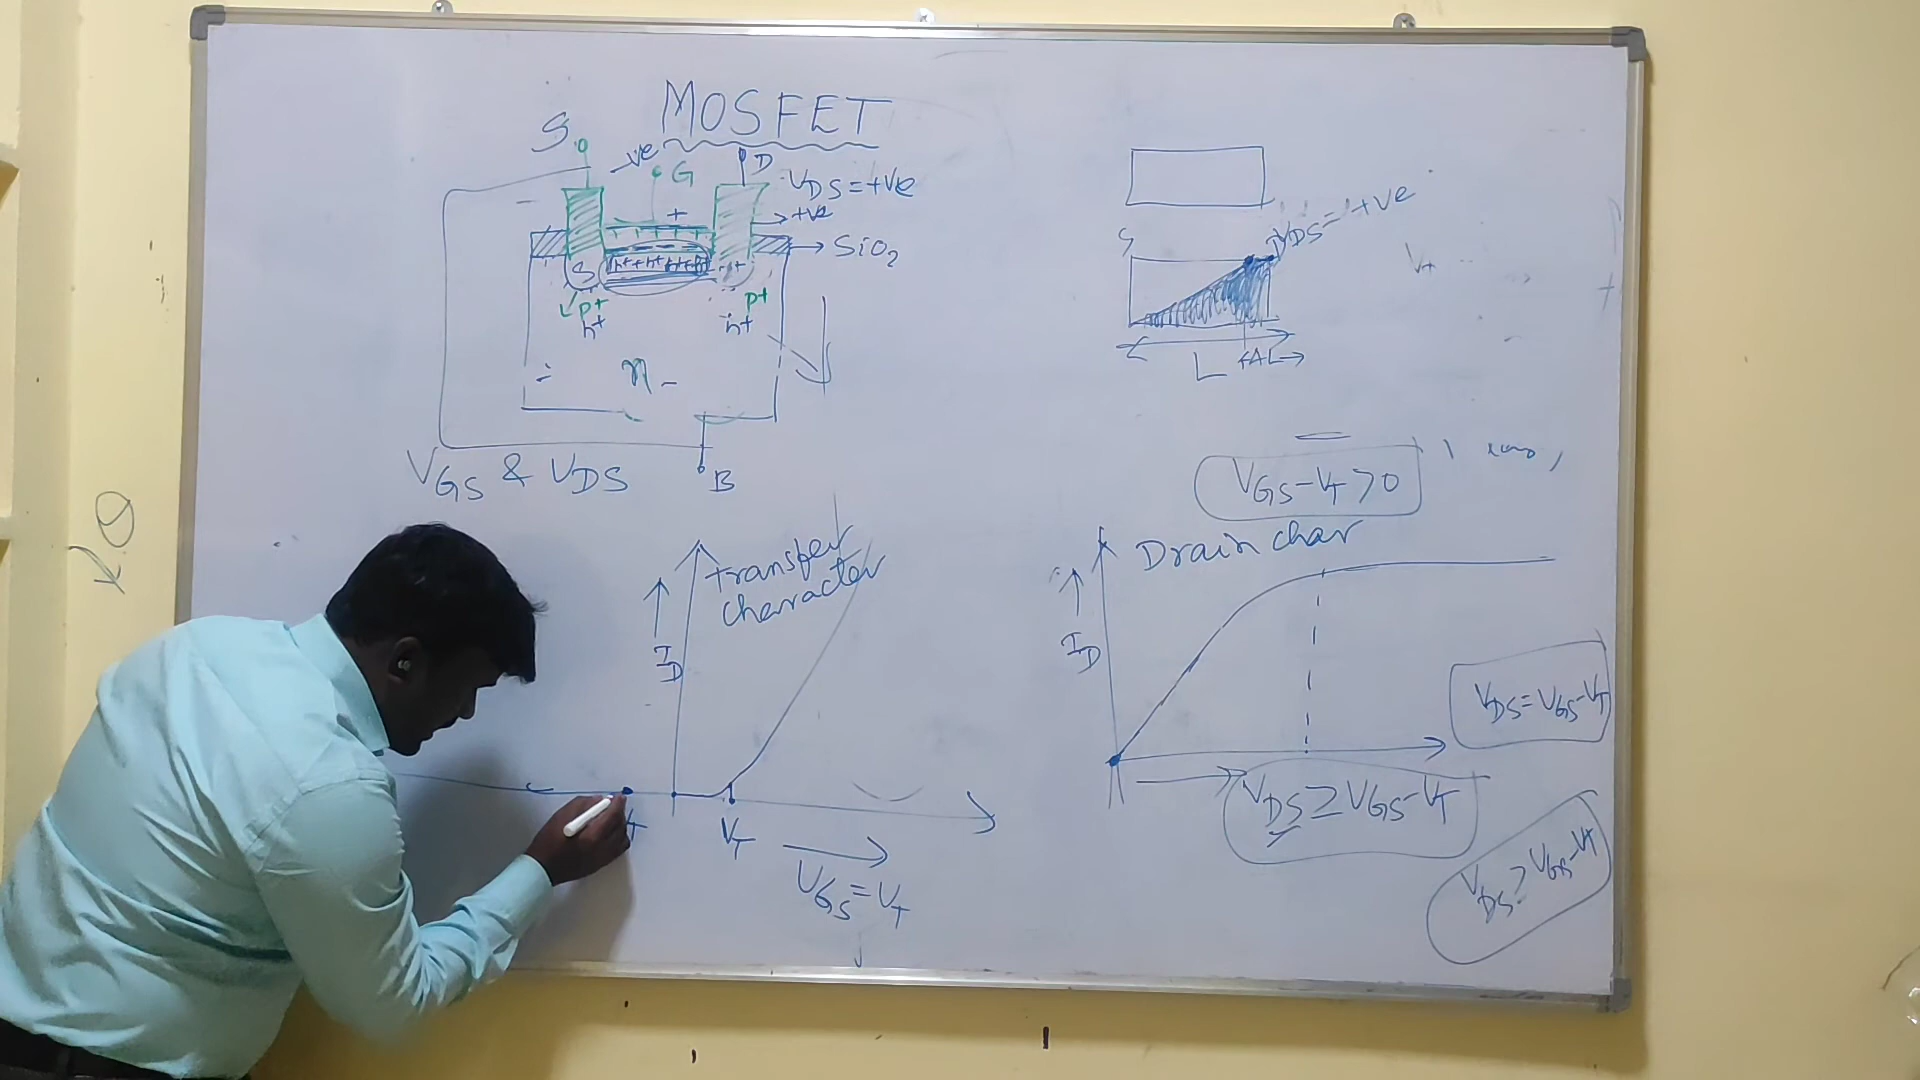 MOSFET
S
-ve
G
D
VDS = +ve
+
+ve
SiO2
h+ + h+ h+ h+
S
p+
h+
p+
h+
n
VGS & VDS
B
S
D
VDS = +ve
VT
L
ΔL
VGS - VT > 0
Transfer
character
ID
VT
VT
VGS = VT
Drain char
ID
VDS = VGS - VT
VDS ≥ VGS - VT
VDS > VGS - VT